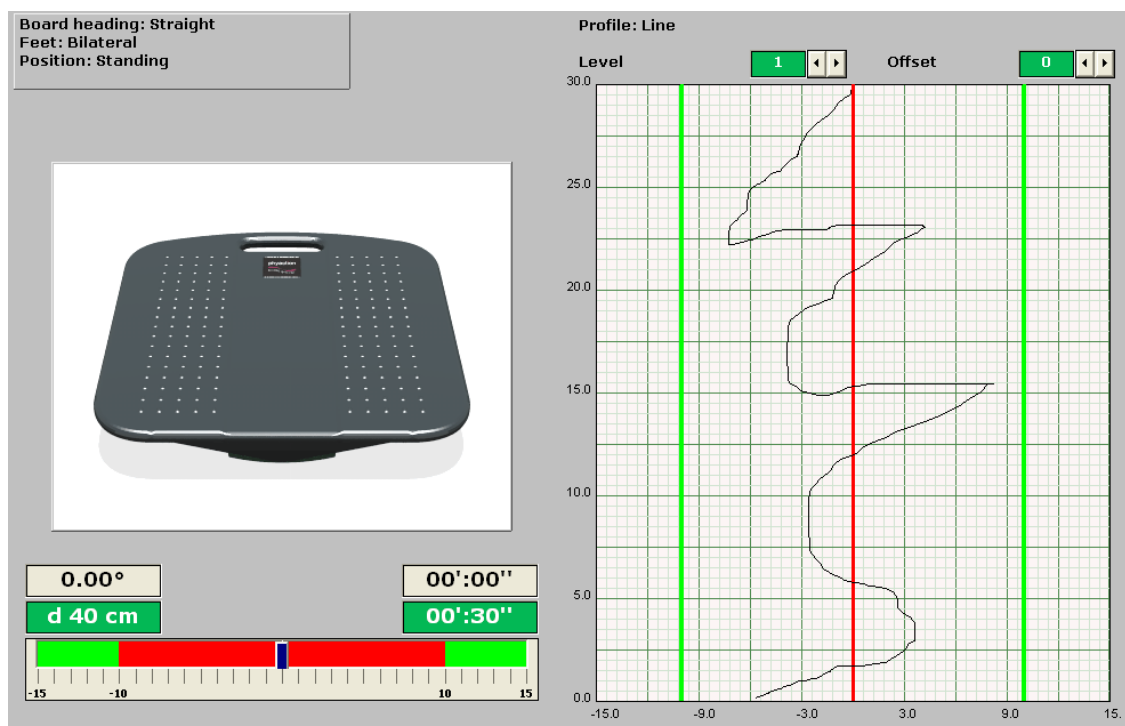 Board heading: Straight
Feet: Bilateral
Position: Standing
Profile: Line
Level 1 Offset 0
30.0
25.0
20.0
15.0
10.0
5.0
0.0
-15.0 -9.0 -3.0 3.0 9.0 15.
physiotion
0.00° 00':00''
d 40 cm 00':30''
-15 -10 10 15